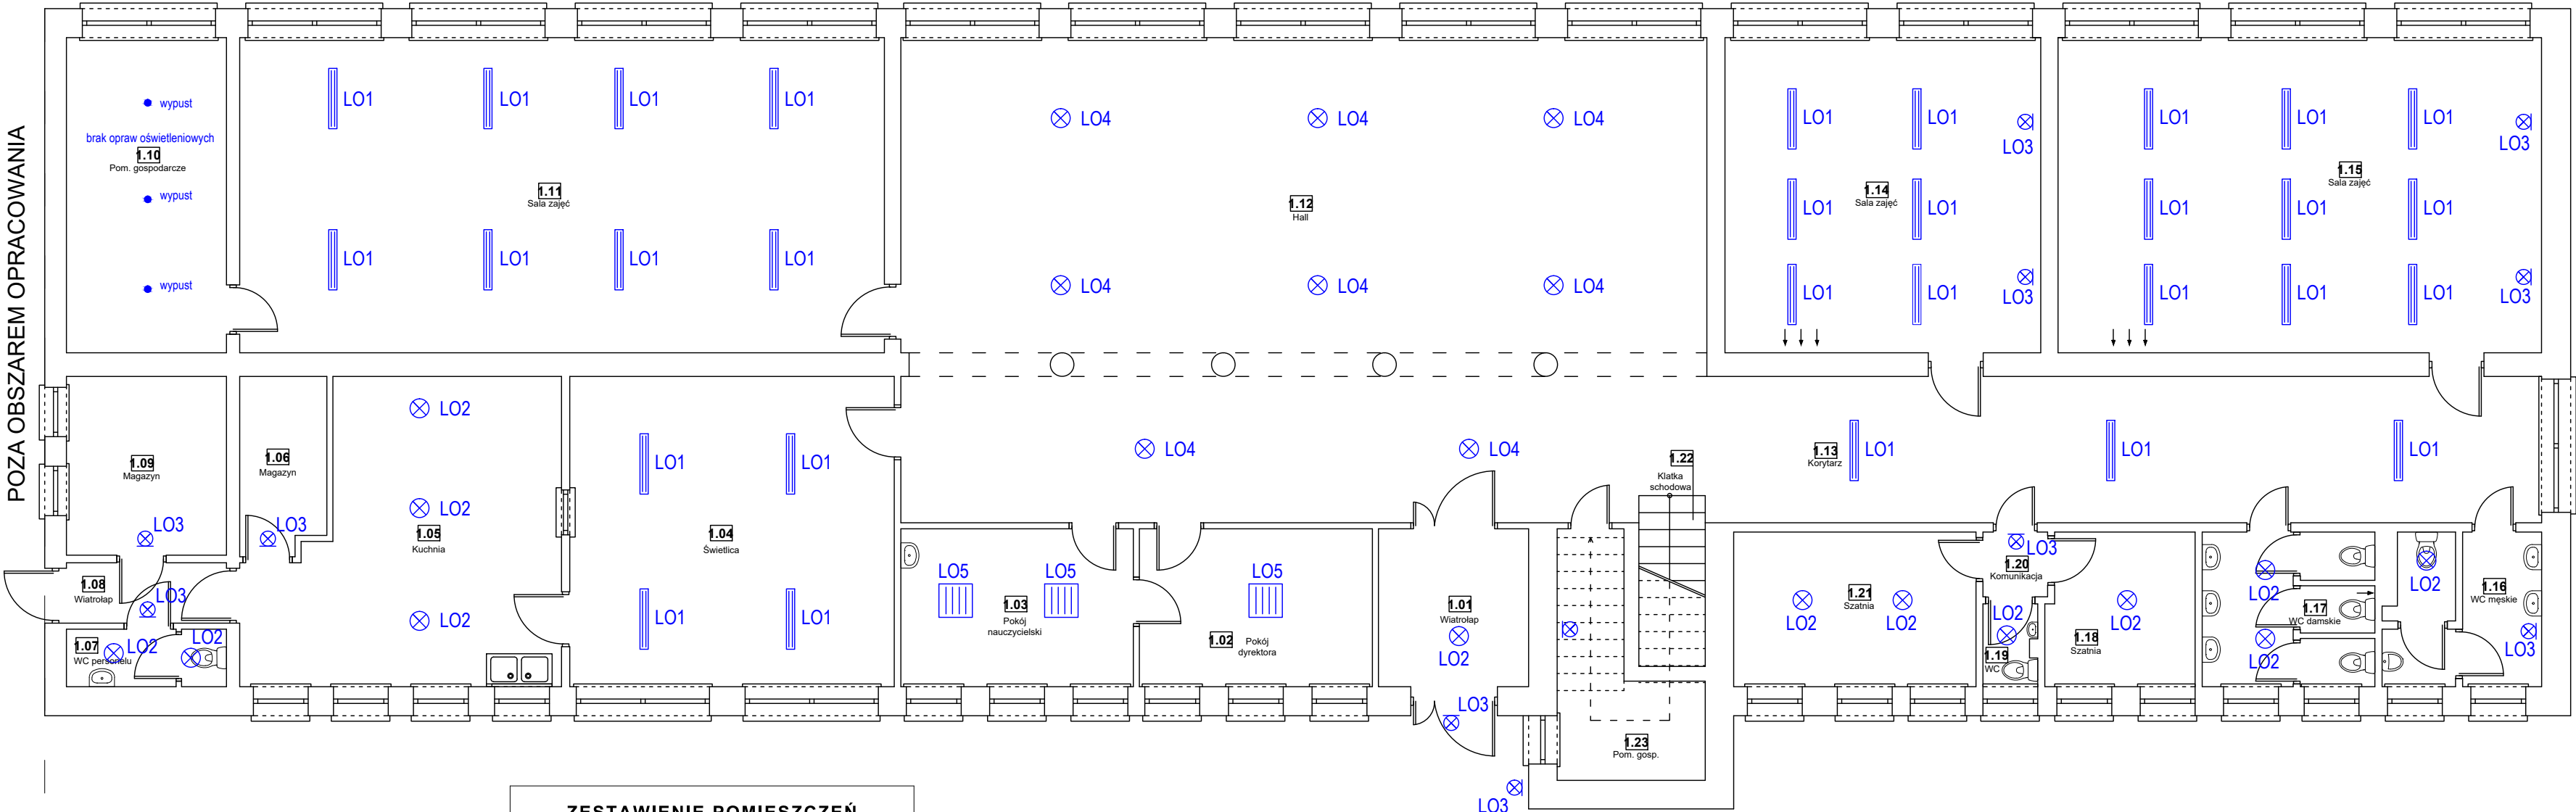 POZA OBSZAREM OPRACOWANIA
wypust
brak opraw oświetleniowych
1.10
Pom. gospodarcze
wypust
wypust
LO1
LO1
LO1
LO1
1.11
Sala zajęć
LO1
LO1
LO1
LO1
LO4
LO4
LO4
1.12
Hall
LO4
LO4
LO4
LO1
LO1
LO3
1.14
Sala zajęć
LO1
LO1
LO1
LO1
LO3
LO1
LO1
LO1
LO3
1.15
Sala zajęć
LO1
LO1
LO1
LO1
LO1
LO1
LO3
1.09
Magazyn
LO3
1.06
Magazyn
LO3
LO2
LO2
1.05
Kuchnia
LO2
LO1
LO1
1.04
Świetlica
LO1
LO1
LO4
LO4
1.22
Klatka
schodowa
1.13
Korytarz
LO1
LO1
LO1
1.08
Wiatrołap
LO3
1.07
WC personelu
LO2
LO2
LO5
LO5
1.03
Pokój
nauczycielski
LO5
1.02
Pokój
dyrektora
1.01
Wiatrołap
LO2
LO3
LO3
1.23
Pom. gosp.
1.21
Szatnia
LO2
LO2
LO3
1.20
Komunikacja
LO2
1.19
WC
LO2
1.18
Szatnia
LO2
1.17
WC damskie
LO2
LO2
1.16
WC męskie
LO3
ZESTAWIENIE POMIESZCZEŃ